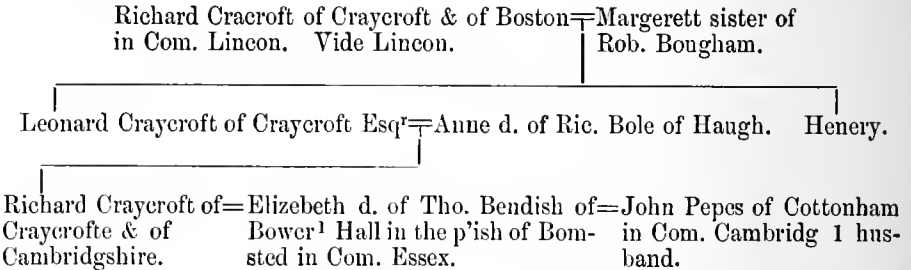 Richard Cracroft of Craycroft & of Boston=Margerett sister of
in Com. Lincon. Vide Lincon. Rob. Bougham.
Leonard Craycroft of Craycroft Esqʳ=Anne d. of Ric. Bole of Haugh. Henery.
Richard Craycroft of=Elizebeth d. of Tho. Bendish of=John Pepes of Cottonham
Craycrofte & of Bower¹ Hall in the p'ish of Bom- in Com. Cambridg 1 hus-
Cambridgshire. sted in Com. Essex. band.